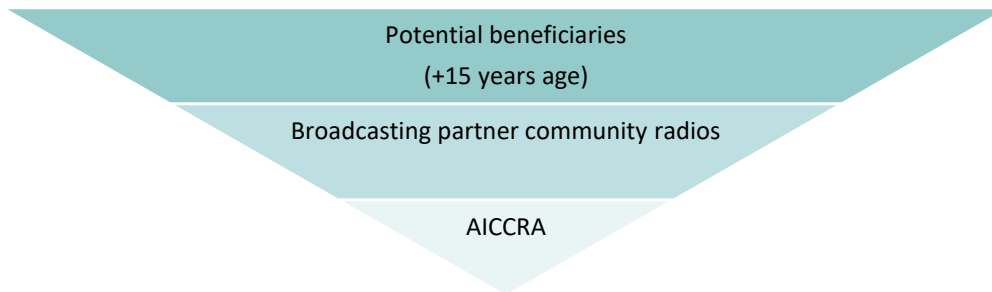 Potential beneficiaries
(+15 years age)
Broadcasting partner community radios
AICCRA